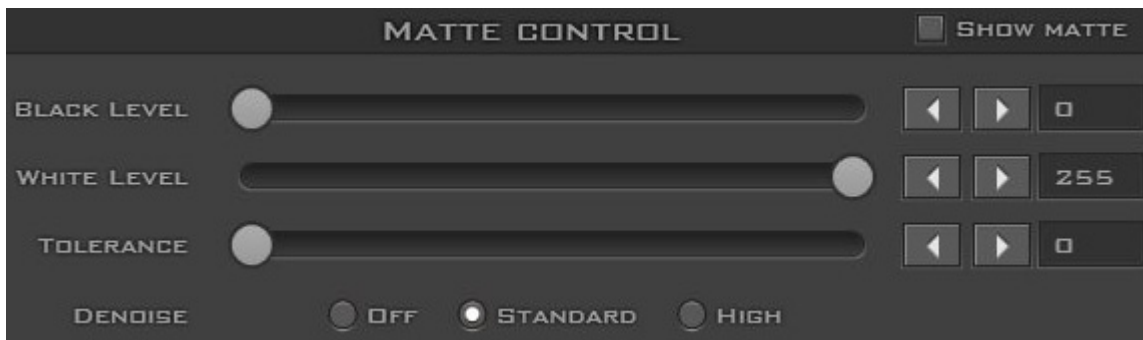 MATTE CONTROL SHOW MATTE
BLACK LEVEL 0
WHITE LEVEL 255
TOLERANCE 0
DENOISE OFF STANDARD HIGH